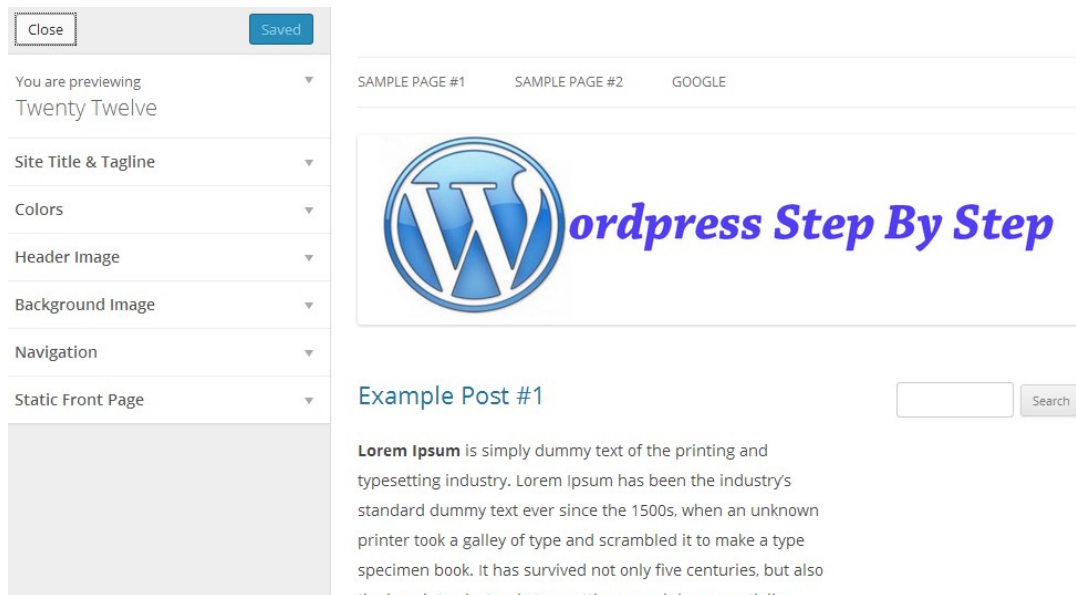 Close
Saved
You are previewing
Twenty Twelve
Site Title & Tagline
Colors
Header Image
Background Image
Navigation
Static Front Page
SAMPLE PAGE #1 SAMPLE PAGE #2 GOOGLE
Wordpress Step By Step
Example Post #1
Search
Lorem Ipsum is simply dummy text of the printing and
typesetting industry. Lorem Ipsum has been the industry's
standard dummy text ever since the 1500s, when an unknown
printer took a galley of type and scrambled it to make a type
specimen book. It has survived not only five centuries, but also